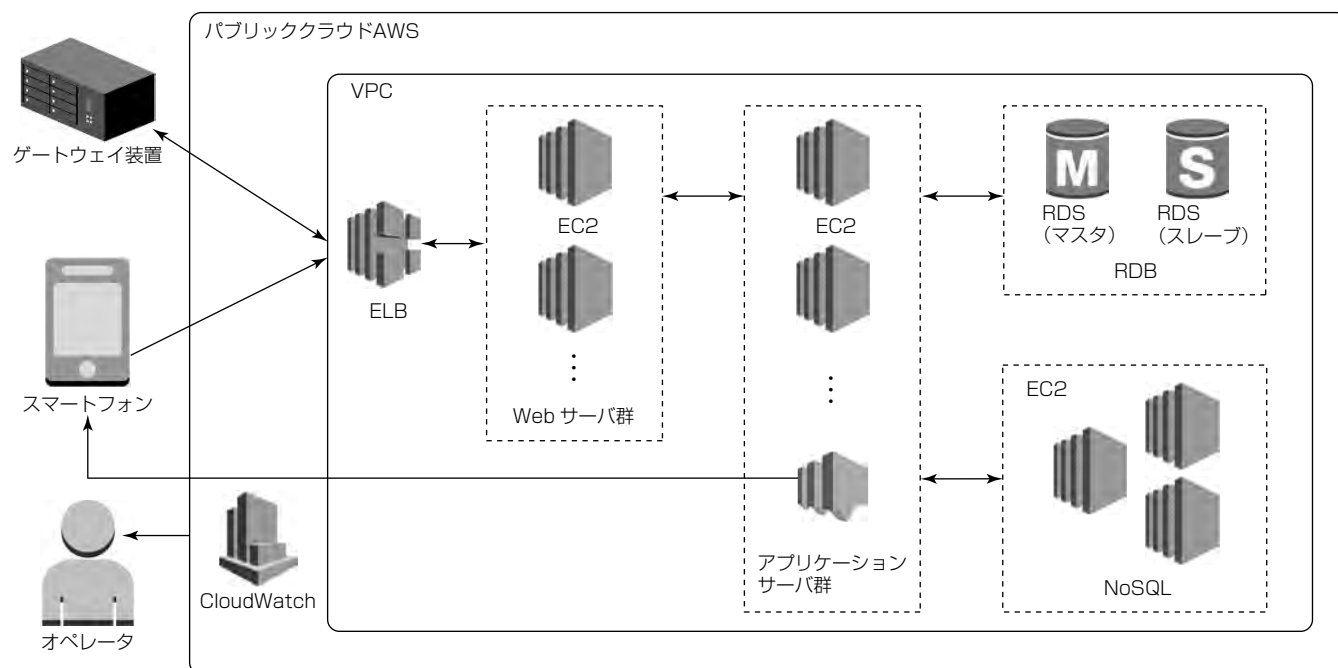 パブリッククラウドAWS
VPC
ゲートウェイ装置
ELB
EC2
Web サーバ群
EC2
アプリケーション
サーバ群
M
S
RDS
（マスタ）
RDS
（スレーブ）
RDB
EC2
NoSQL
スマートフォン
CloudWatch
オペレータ